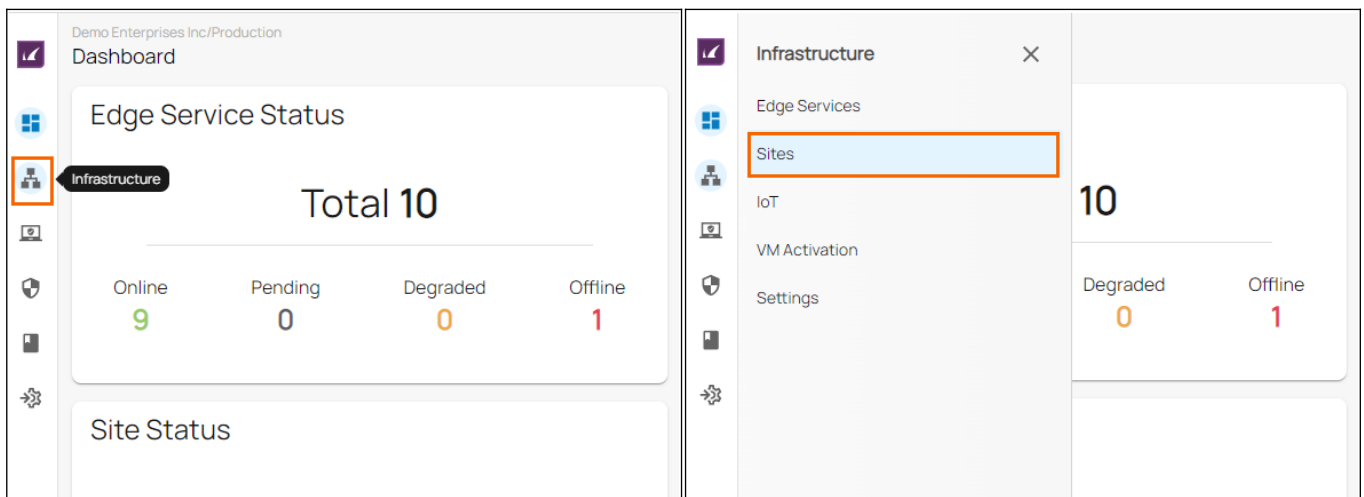 Demo Enterprises Inc/Production
Dashboard
Edge Service Status
Infrastructure
Total 10
Online Pending Degraded Offline
9 0 0 1
Site Status
Infrastructure
Edge Services
Sites
IoT
VM Activation
Settings
10
Degraded Offline
0 1